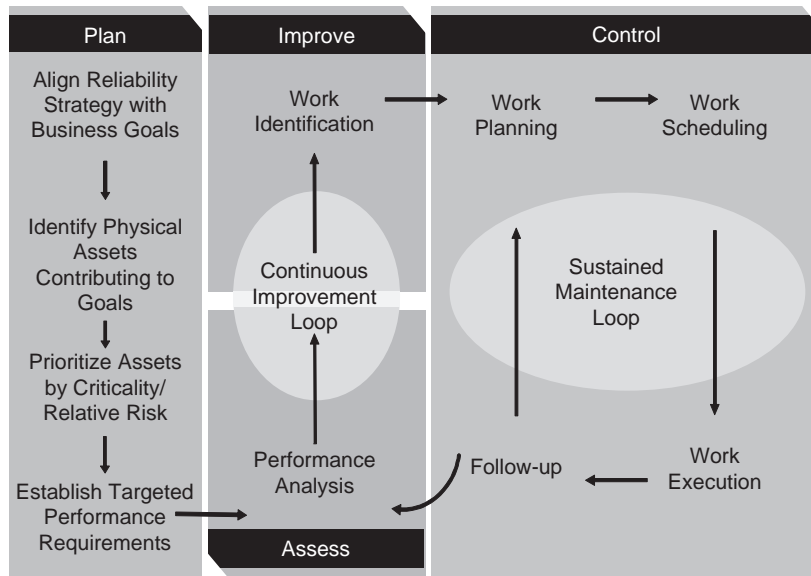 Plan
Align Reliability
Strategy with
Business Goals
Identify Physical
Assets
Contributing to
Goals
Prioritize Assets
by Criticality/
Relative Risk
Establish Targeted
Performance
Requirements
Improve
Work
Identification
Continuous
Improvement
Loop
Performance
Analysis
Assess
Control
Work
Planning
Work
Scheduling
Sustained
Maintenance
Loop
Follow-up
Work
Execution